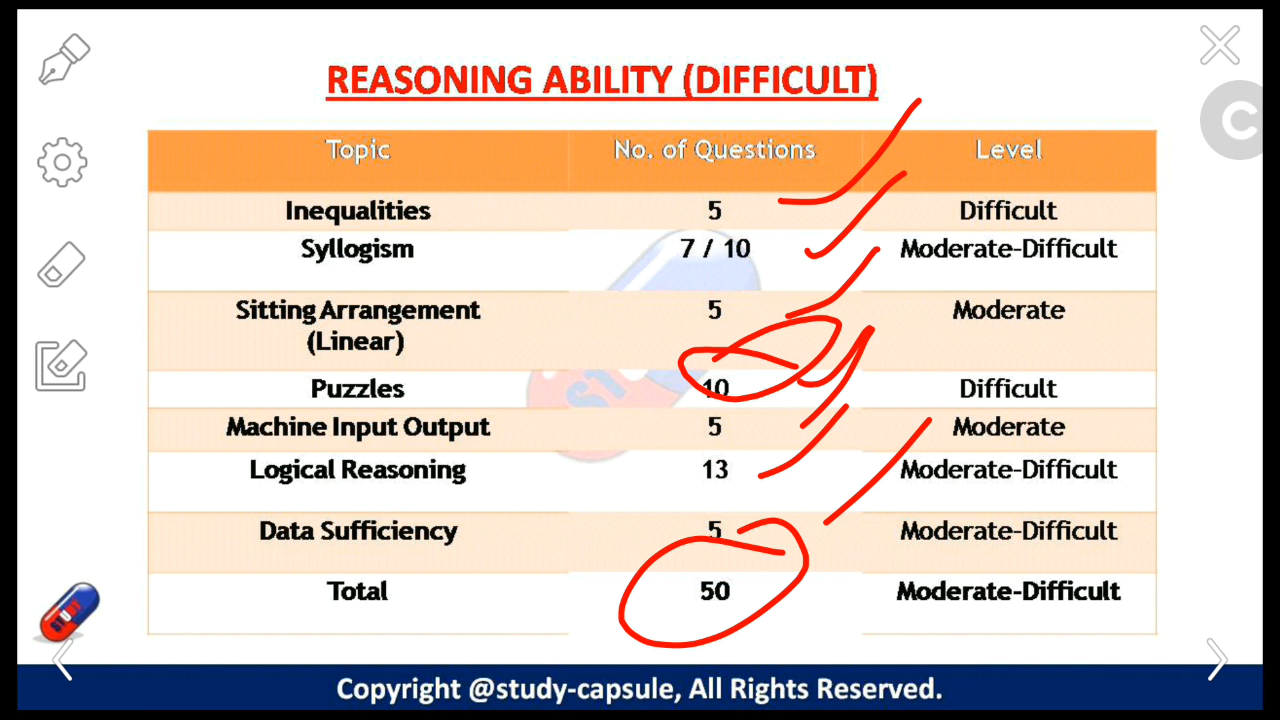 REASONING ABILITY (DIFFICULT)
C
Topic No. of Questions Level
Inequalities 5 Difficult
Syllogism 7 / 10 Moderate-Difficult
Sitting Arrangement 5 Moderate
(Linear)
Puzzles 10 Difficult
Machine Input Output 5 Moderate
Logical Reasoning 13 Moderate-Difficult
Data Sufficiency 5 Moderate-Difficult
Total 50 Moderate-Difficult
Copyright @study-capsule, All Rights Reserved.